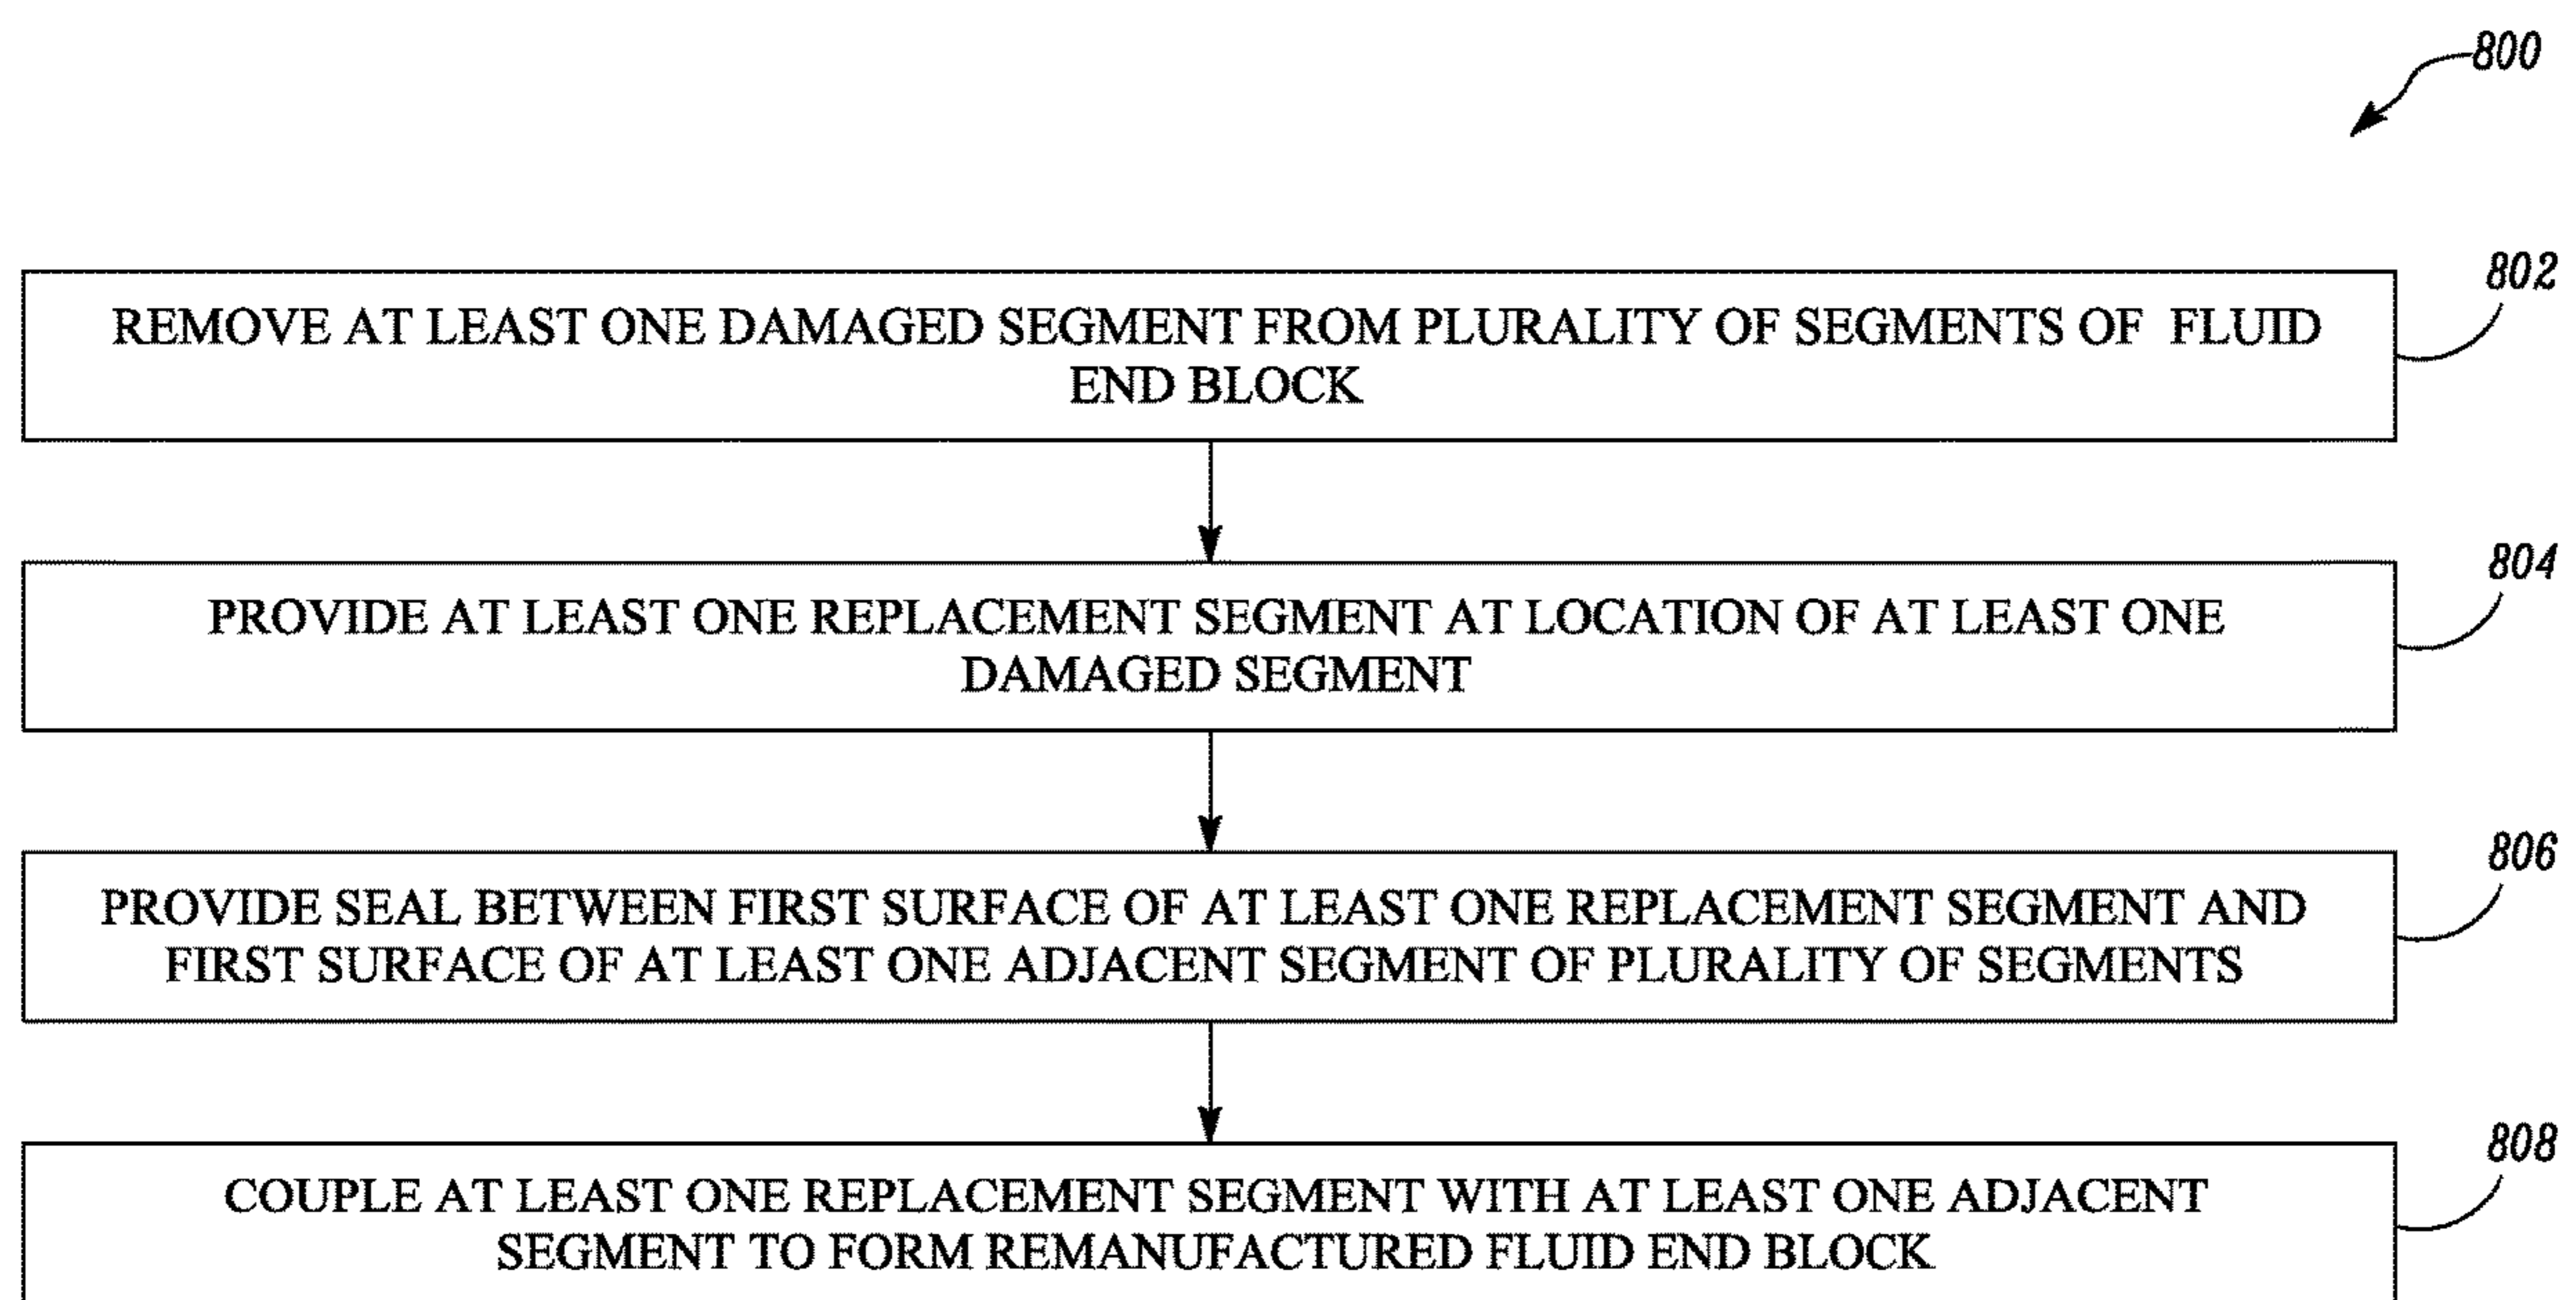 800
802
REMOVE AT LEAST ONE DAMAGED SEGMENT FROM PLURALITY OF SEGMENTS OF FLUID
END BLOCK
804
PROVIDE AT LEAST ONE REPLACEMENT SEGMENT AT LOCATION OF AT LEAST ONE
DAMAGED SEGMENT
806
PROVIDE SEAL BETWEEN FIRST SURFACE OF AT LEAST ONE REPLACEMENT SEGMENT AND
FIRST SURFACE OF AT LEAST ONE ADJACENT SEGMENT OF PLURALITY OF SEGMENTS
808
COUPLE AT LEAST ONE REPLACEMENT SEGMENT WITH AT LEAST ONE ADJACENT
SEGMENT TO FORM REMANUFACTURED FLUID END BLOCK